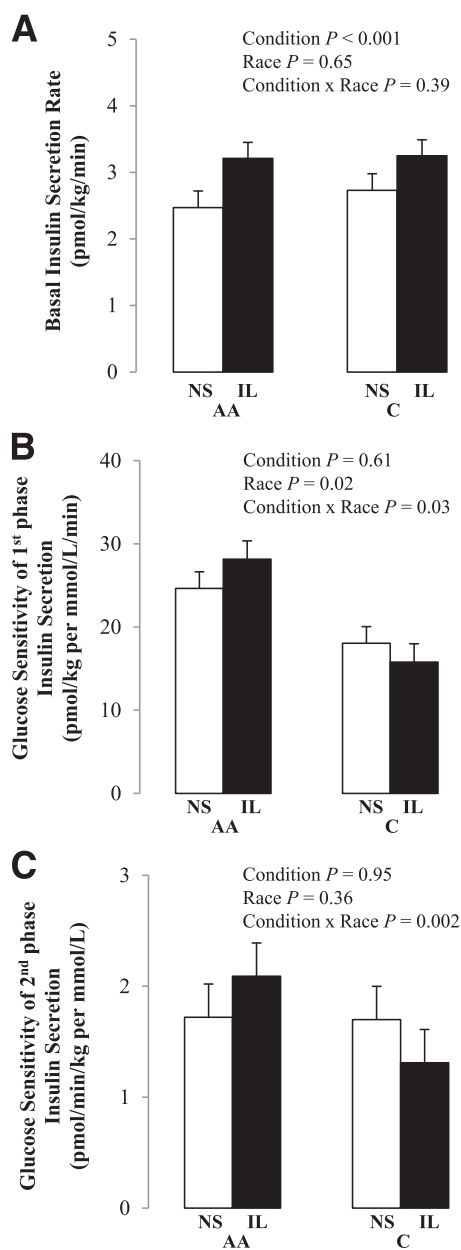 A
Condition P < 0.001
Race P = 0.65
Condition x Race P = 0.39
Basal Insulin Secretion Rate
(pmol/kg/min)
5
4
3
2
1
0
NS IL NS IL
AA C
B
Condition P = 0.61
Race P = 0.02
Condition x Race P = 0.03
Glucose Sensitivity of 1st phase
Insulin Secretion
(pmol/kg per mmol/L/min)
40
30
20
10
0
NS IL NS IL
AA C
C
Condition P = 0.95
Race P = 0.36
Condition x Race P = 0.002
Glucose Sensitivity of 2nd phase
Insulin Secretion
(pmol/min/kg per mmol/L)
3
2
1
0
NS IL NS IL
AA C